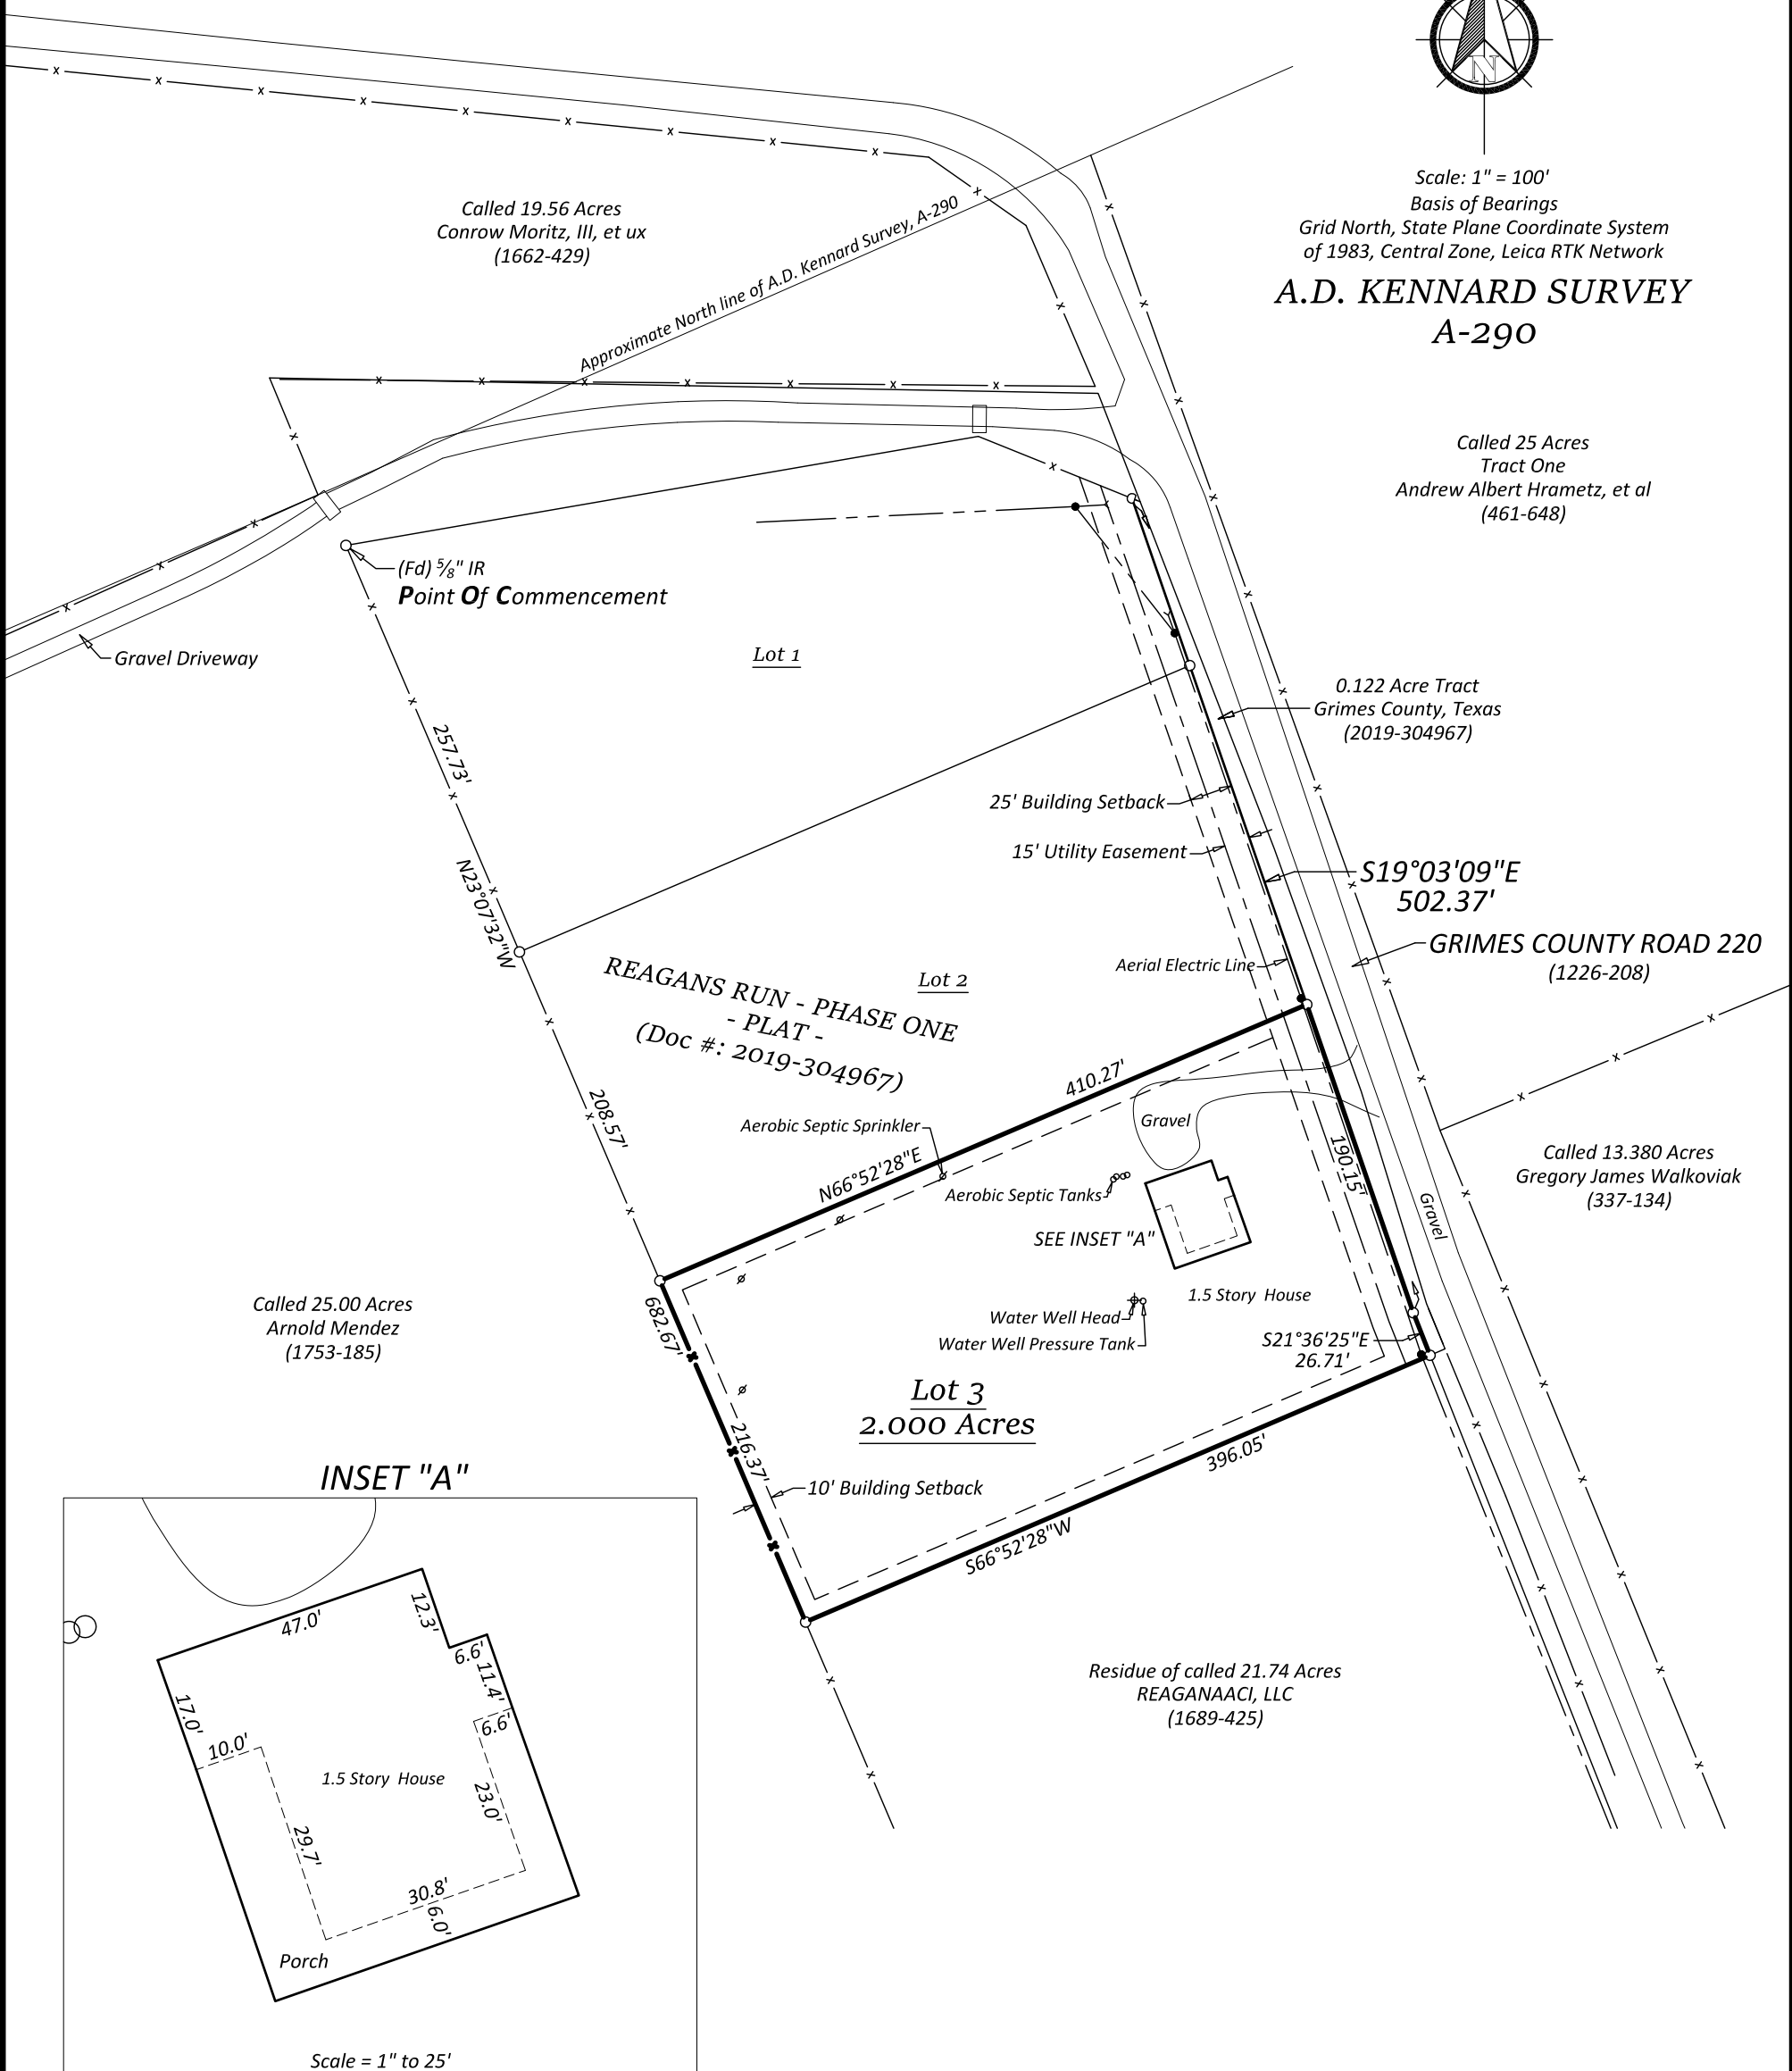 N
Scale: 1" = 100'
Basis of Bearings
Grid North, State Plane Coordinate System
of 1983, Central Zone, Leica RTK Network
A.D. KENNARD SURVEY
A-290
Called 19.56 Acres
Conrow Moritz, III, et ux
(1662-429)
Approximate North line of A.D. Kennard Survey, A-290
Called 25 Acres
Tract One
Andrew Albert Hrametz, et al
(461-648)
(Fd) 5/8" IR
Point Of Commencement
Gravel Driveway
Lot 1
0.122 Acre Tract
Grimes County, Texas
(2019-304967)
257.73'
25' Building Setback
15' Utility Easement
S19°03'09"E
502.37'
N23°07'32"W
GRIMES COUNTY ROAD 220
(1226-208)
Aerial Electric Line
Lot 2
REAGANS RUN - PHASE ONE
- PLAT -
(Doc #: 2019-304967)
410.27'
208.57'
Aerobic Septic Sprinkler
Gravel
N66°52'28"E
190.15'
Aerobic Septic Tanks
Called 13.380 Acres
Gregory James Walkoviak
(337-134)
Gravel
SEE INSET "A"
1.5 Story House
Called 25.00 Acres
Arnold Mendez
(1753-185)
682.67'
Water Well Head
Water Well Pressure Tank
S21°36'25"E
26.71'
Lot 3
2.000 Acres
216.37'
396.05'
10' Building Setback
S66°52'28"W
INSET "A"
47.0'
12.3'
6.6'
11.4'
17.0'
6.6'
10.0'
1.5 Story House
23.0'
29.7'
30.8'
6.0'
Porch
Scale = 1" to 25'
Residue of called 21.74 Acres
REAGANAACI, LLC
(1689-425)